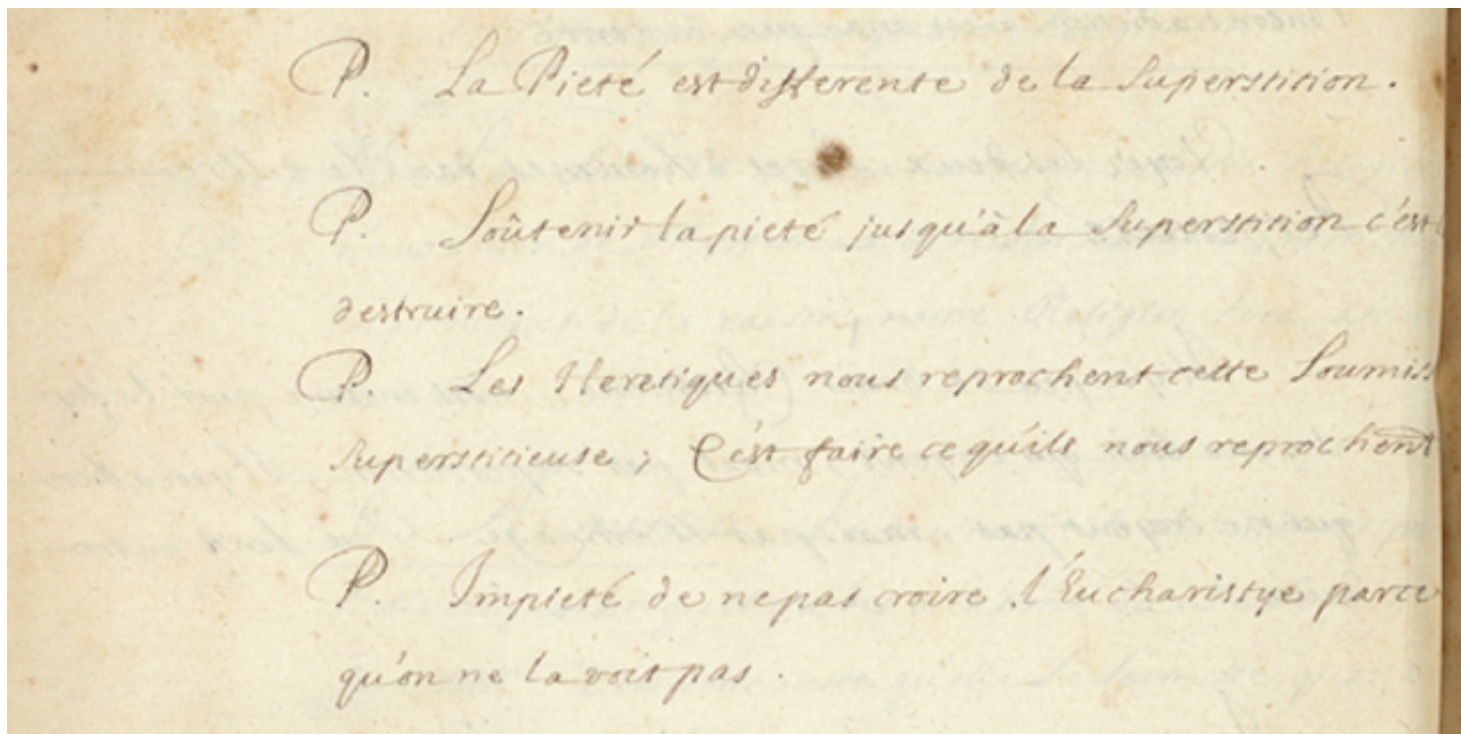 P. La Pieté est differente de la Superstition.
P. Soûtenir la pieté jusqu'à la Superstition c'est
destruire.
P. Les Heretiques nous reprochent cette Soumis
Superstitieuse; C'est faire ce qu'ils nous reprochent
P. Impieté de ne pas croire l'Eucharistye parce
qu'on ne la voit pas.